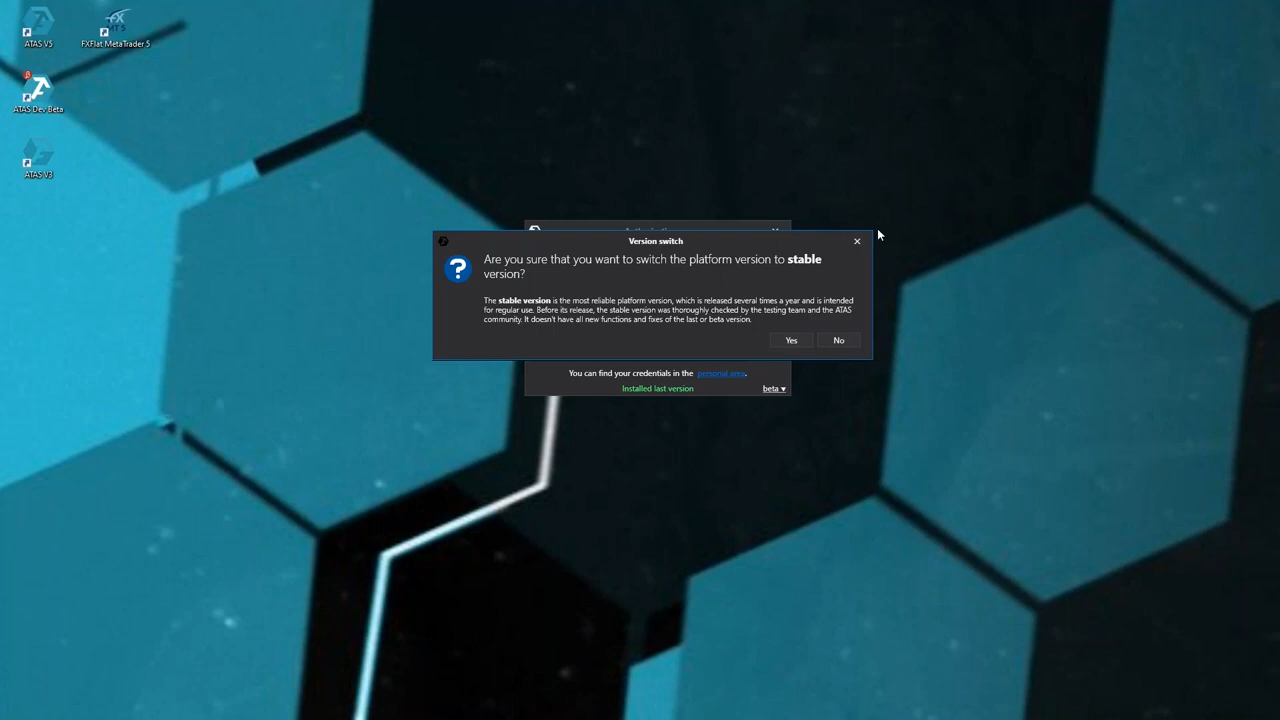 ATAS V5
FXFlat MetaTrader 5
ATAS Dev Beta
ATAS V3
Version switch
Are you sure that you want to switch the platform version to stable
version?
The stable version is the most reliable platform version, which is released several times a year and is intended
for regular use. Before its release, the stable version was thoroughly checked by the testing team and the ATAS
community. It doesn't have all new functions and fixes of the last or beta version.
Yes
No
You can find your credentials in the personal area.
Installed last version
beta